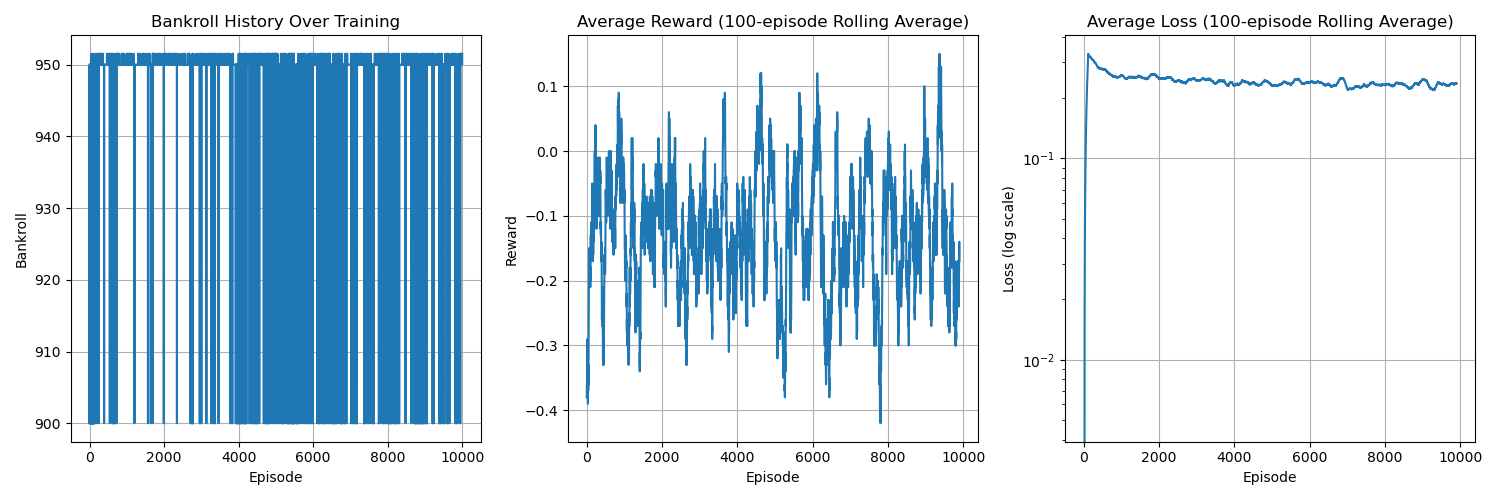 Bankroll History Over Training
Bankroll
950
940
930
920
910
900
0 2000 4000 6000 8000 10000
Episode
Average Reward (100-episode Rolling Average)
Reward
0.1
0.0
−0.1
−0.2
−0.3
−0.4
0 2000 4000 6000 8000 10000
Episode
Average Loss (100-episode Rolling Average)
Loss (log scale)
10⁻¹
10⁻²
0 2000 4000 6000 8000 10000
Episode